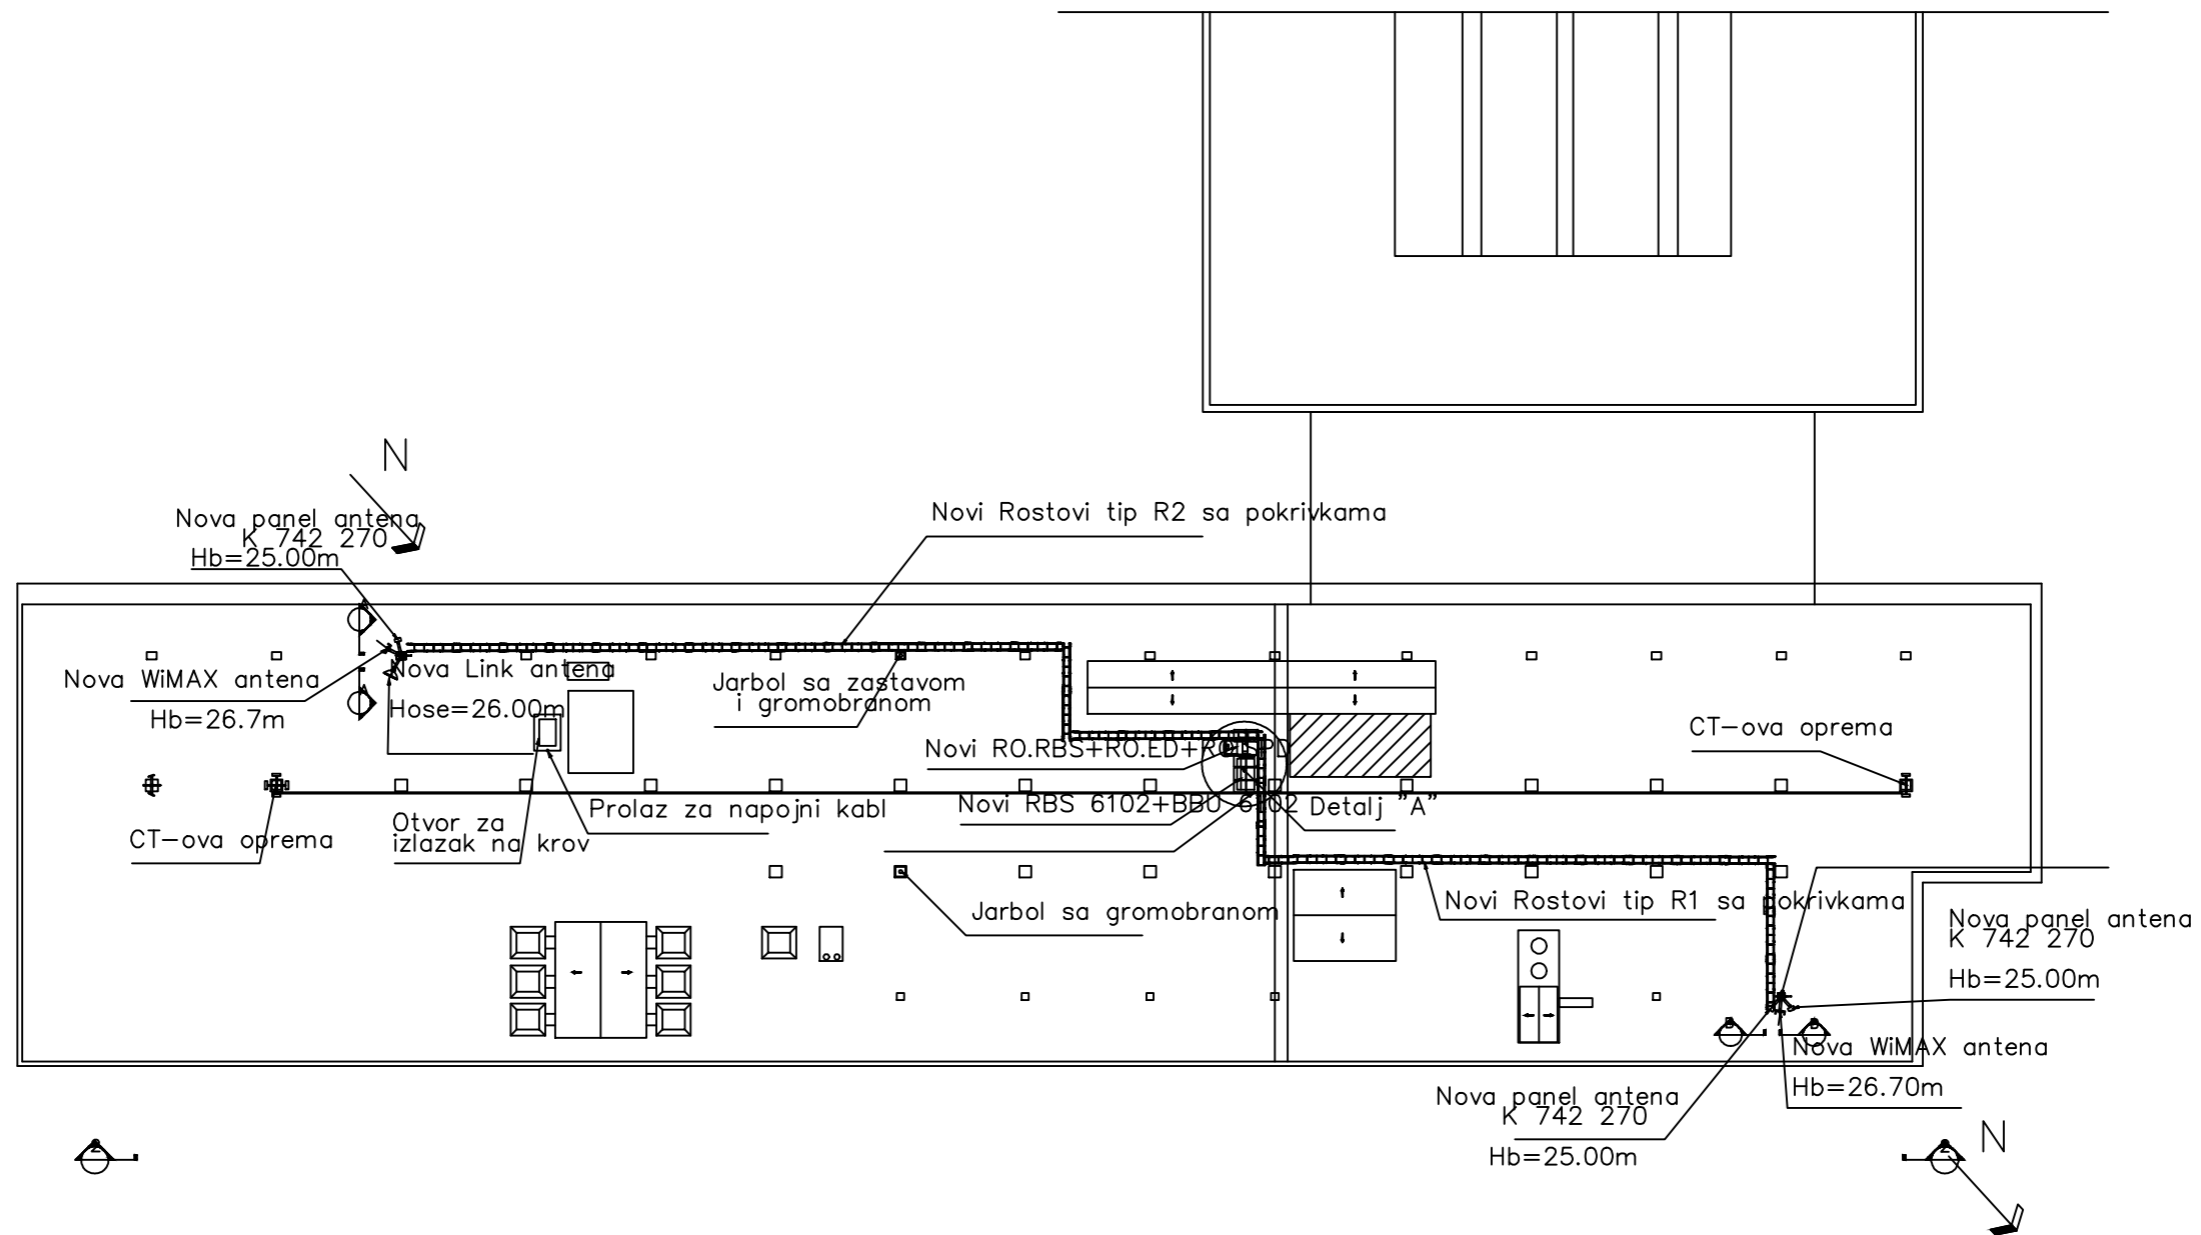 N
Nova panel antena
K 742 270
Hb=25.00m
Novi Rostovi tip R2 sa pokrivkama
A
Nova WiMAX antena
Hb=26.7m
A
Nova Link antena
Hose=26.00m
Jarbol sa zastavom
i gromobranom
Novi RO.RBS+RO.ED+RO.SPD
CT-ova oprema
Novi RBS 6102+BBU 6102
Detalj "A"
Prolaz za napojni kabl
Otvor za
izlazak na krov
CT-ova oprema
Jarbol sa gromobranom
Novi Rostovi tip R1 sa pokrivkama
Nova panel antena
K 742 270
Hb=25.00m
B
B
Nova WiMAX antena
Hb=26.70m
Nova panel antena
K 742 270
Hb=25.00m
2
2
N